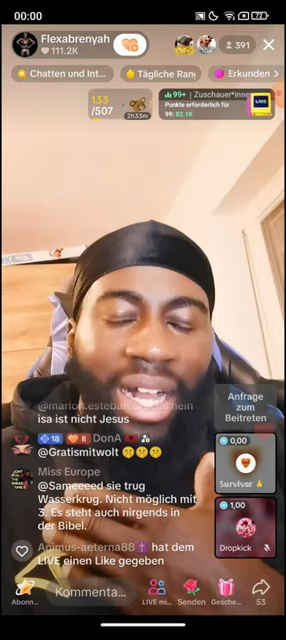 00:00
72
Flexabrenyah
111.2K
391
Chatten und Int...
Tägliche Rang
Erkunden
133
/507
2h33m
99+ | Zuschauer*inne
Punkte erforderlich für
99: 82.1K
LIVE
isa ist nicht Jesus
18
II
DonA
@Gratismitwolt
Miss Europe
@Sameeeed sie trug
Wasserkrug. Nicht möglich mit
3. Es steht auch nirgends in
der Bibel.
Animus-aeterna88 hat dem
LIVE einen Like gegeben
Anfrage
zum
Beitreten
0,00
Survivor
1,00
Dropkick
Abonn...
Kommenta...
LIVE mi...
Senden
Gesche...
53